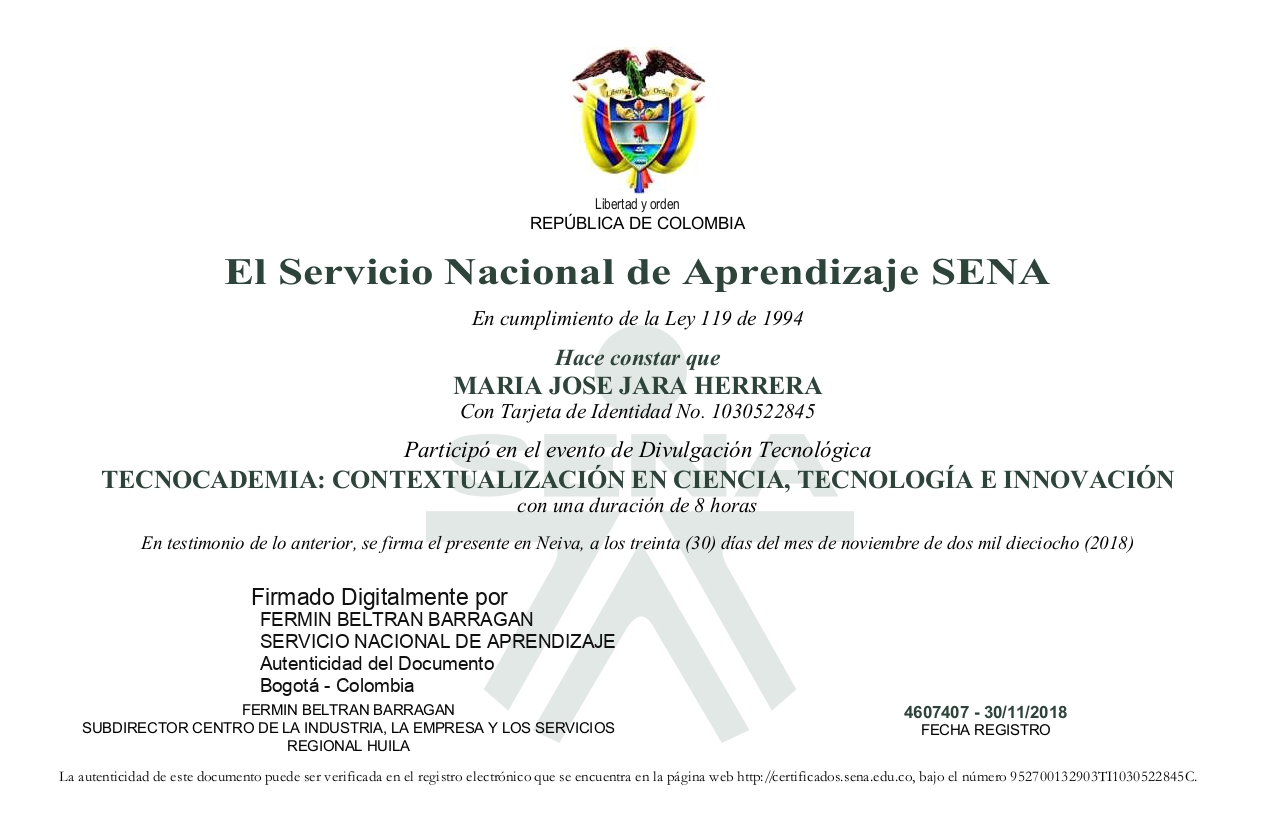 Libertad y Orden
Libertad y orden
REPÚBLICA DE COLOMBIA
El Servicio Nacional de Aprendizaje SENA
En cumplimiento de la Ley 119 de 1994
Hace constar que
MARIA JOSE JARA HERRERA
Con Tarjeta de Identidad No. 1030522845
Participó en el evento de Divulgación Tecnológica
SENA
TECNOCADEMIA: CONTEXTUALIZACIÓN EN CIENCIA, TECNOLOGÍA E INNOVACIÓN
con una duración de 8 horas
En testimonio de lo anterior, se firma el presente en Neiva, a los treinta (30) días del mes de noviembre de dos mil dieciocho (2018)
Firmado Digitalmente por
FERMIN BELTRAN BARRAGAN
SERVICIO NACIONAL DE APRENDIZAJE
Autenticidad del Documento
Bogotá - Colombia
FERMIN BELTRAN BARRAGAN
SUBDIRECTOR CENTRO DE LA INDUSTRIA, LA EMPRESA Y LOS SERVICIOS
REGIONAL HUILA
4607407 - 30/11/2018
FECHA REGISTRO
La autenticidad de este documento puede ser verificada en el registro electrónico que se encuentra en la página web http://certificados.sena.edu.co, bajo el número 952700132903TI1030522845C.